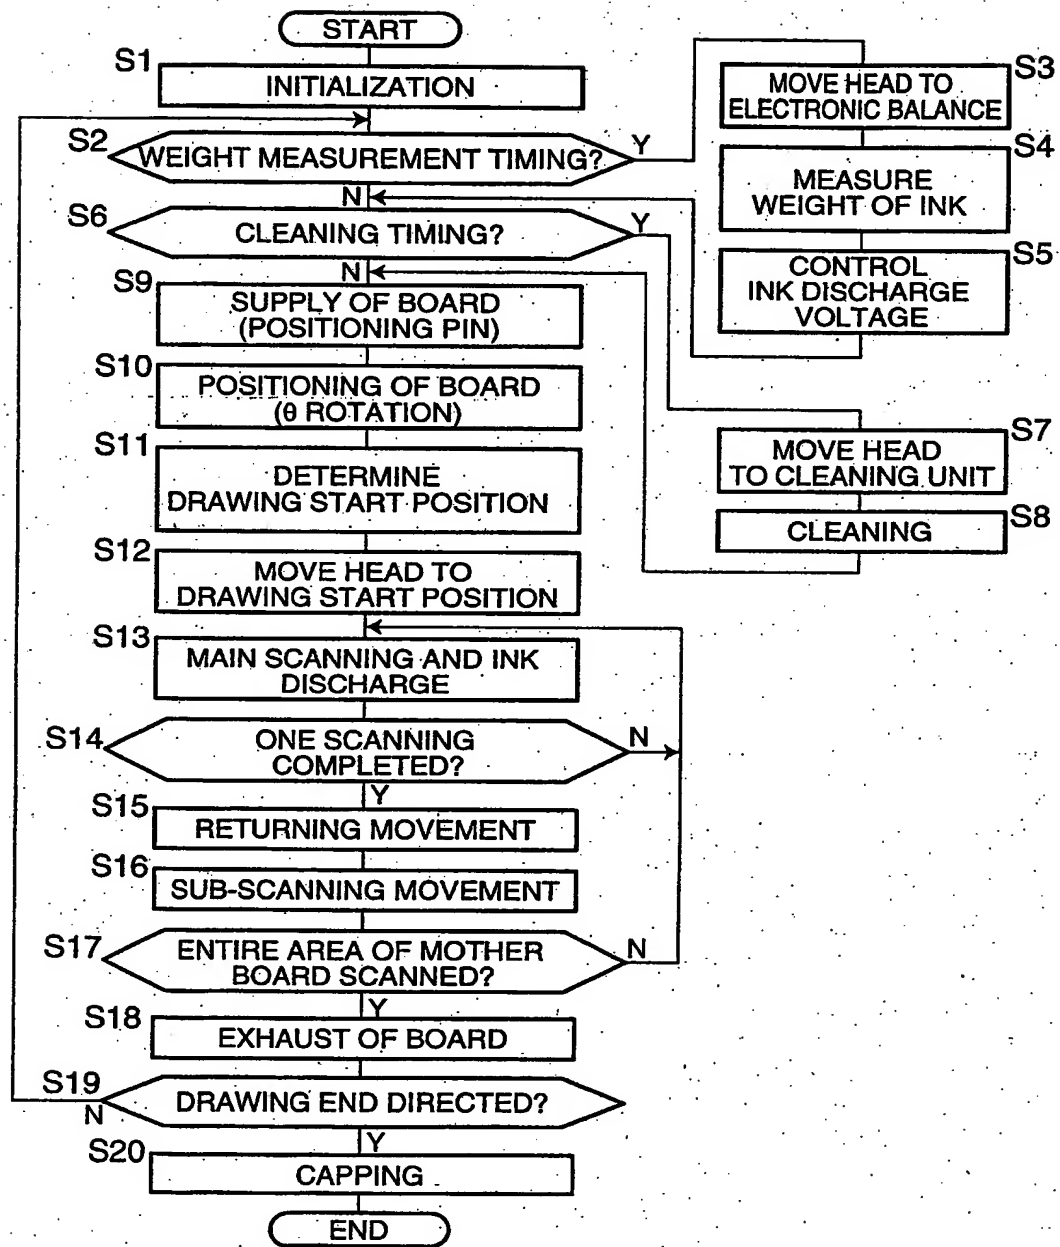 START
S1
INITIALIZATION
S2
WEIGHT MEASUREMENT TIMING?
Y
N
S3
MOVE HEAD TO
ELECTRONIC BALANCE
S4
MEASURE
WEIGHT OF INK
S5
CONTROL
INK DISCHARGE
VOLTAGE
S6
CLEANING TIMING?
Y
N
S7
MOVE HEAD
TO CLEANING UNIT
S8
CLEANING
S9
SUPPLY OF BOARD
(POSITIONING PIN)
S10
POSITIONING OF BOARD
(θ ROTATION)
S11
DETERMINE
DRAWING START POSITION
S12
MOVE HEAD TO
DRAWING START POSITION
S13
MAIN SCANNING AND INK
DISCHARGE
S14
ONE SCANNING
COMPLETED?
N
Y
S15
RETURNING MOVEMENT
S16
SUB-SCANNING MOVEMENT
S17
ENTIRE AREA OF MOTHER
BOARD SCANNED?
N
Y
S18
EXHAUST OF BOARD
S19
DRAWING END DIRECTED?
N
Y
S20
CAPPING
END